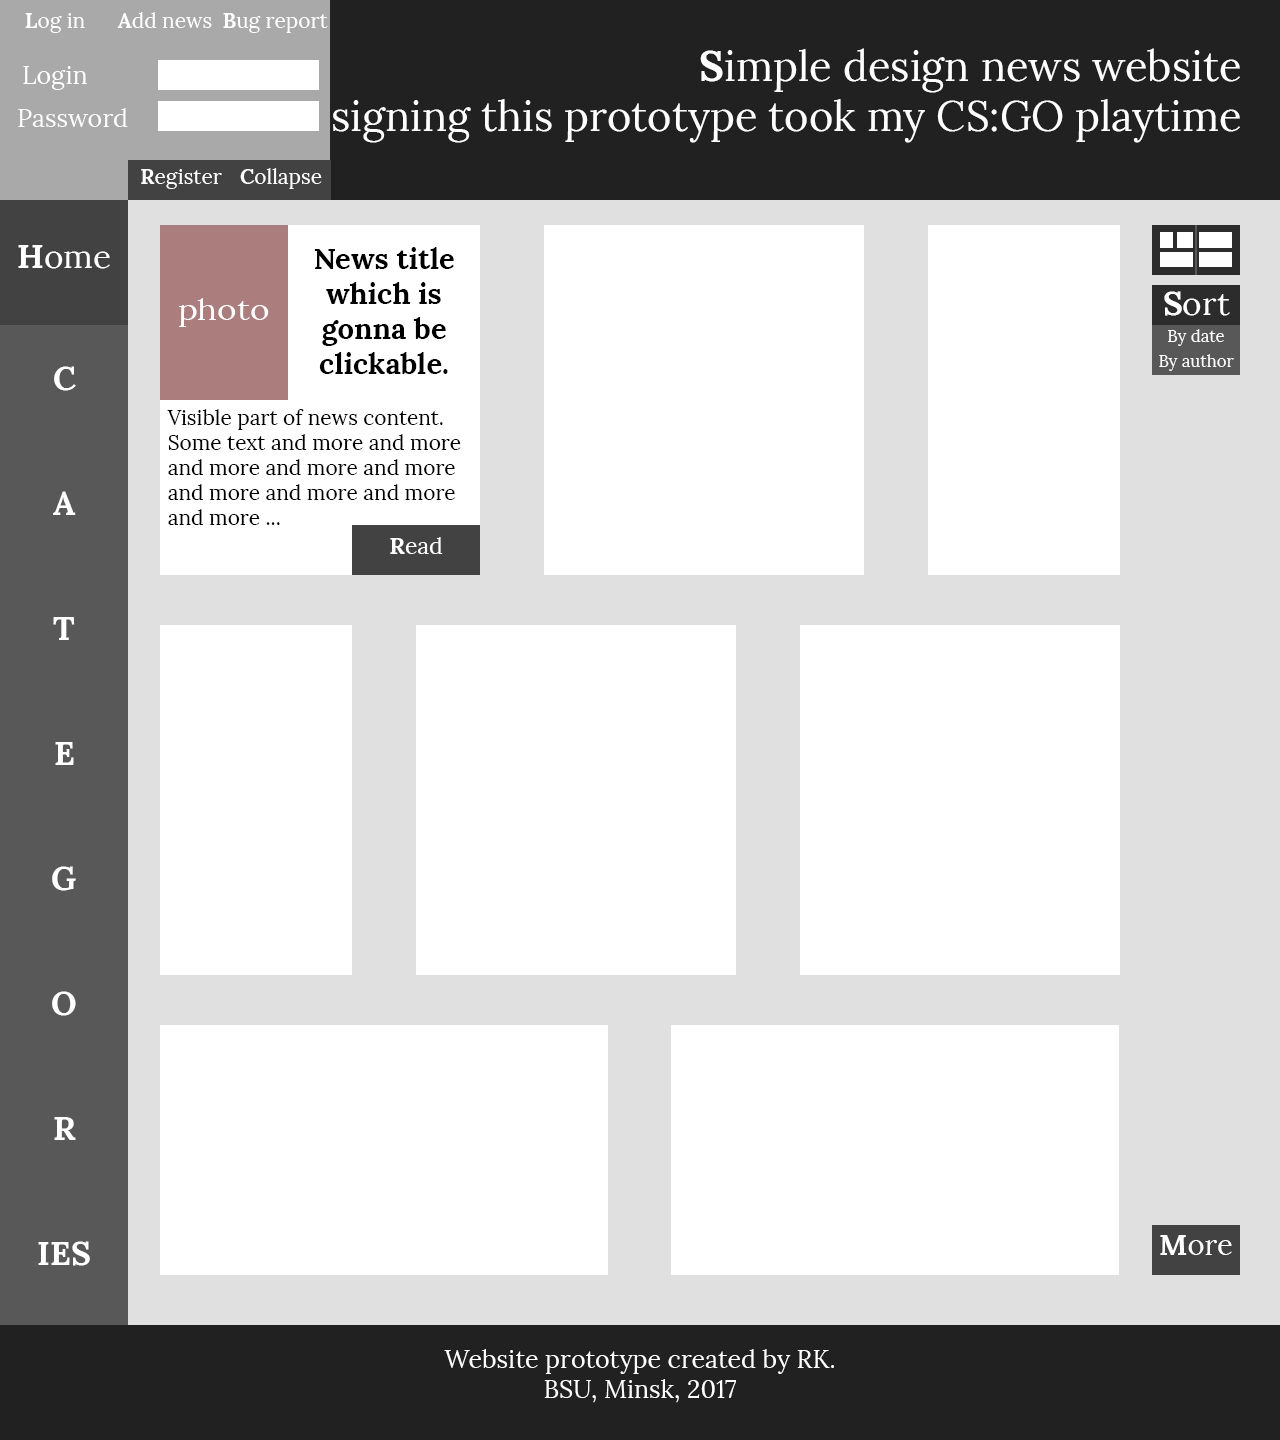 Log in Add news Bug report
Login
Password
Register Collapse
Simple design news website
signing this prototype took my CS:GO playtime
Home
C
A
T
E
G
O
R
IES
photo
News title
which is
gonna be
clickable.
Visible part of news content.
Some text and more and more
and more and more and more
and more and more and more
and more ...
Read
Sort
By date
By author
More
Website prototype created by RK.
BSU, Minsk, 2017